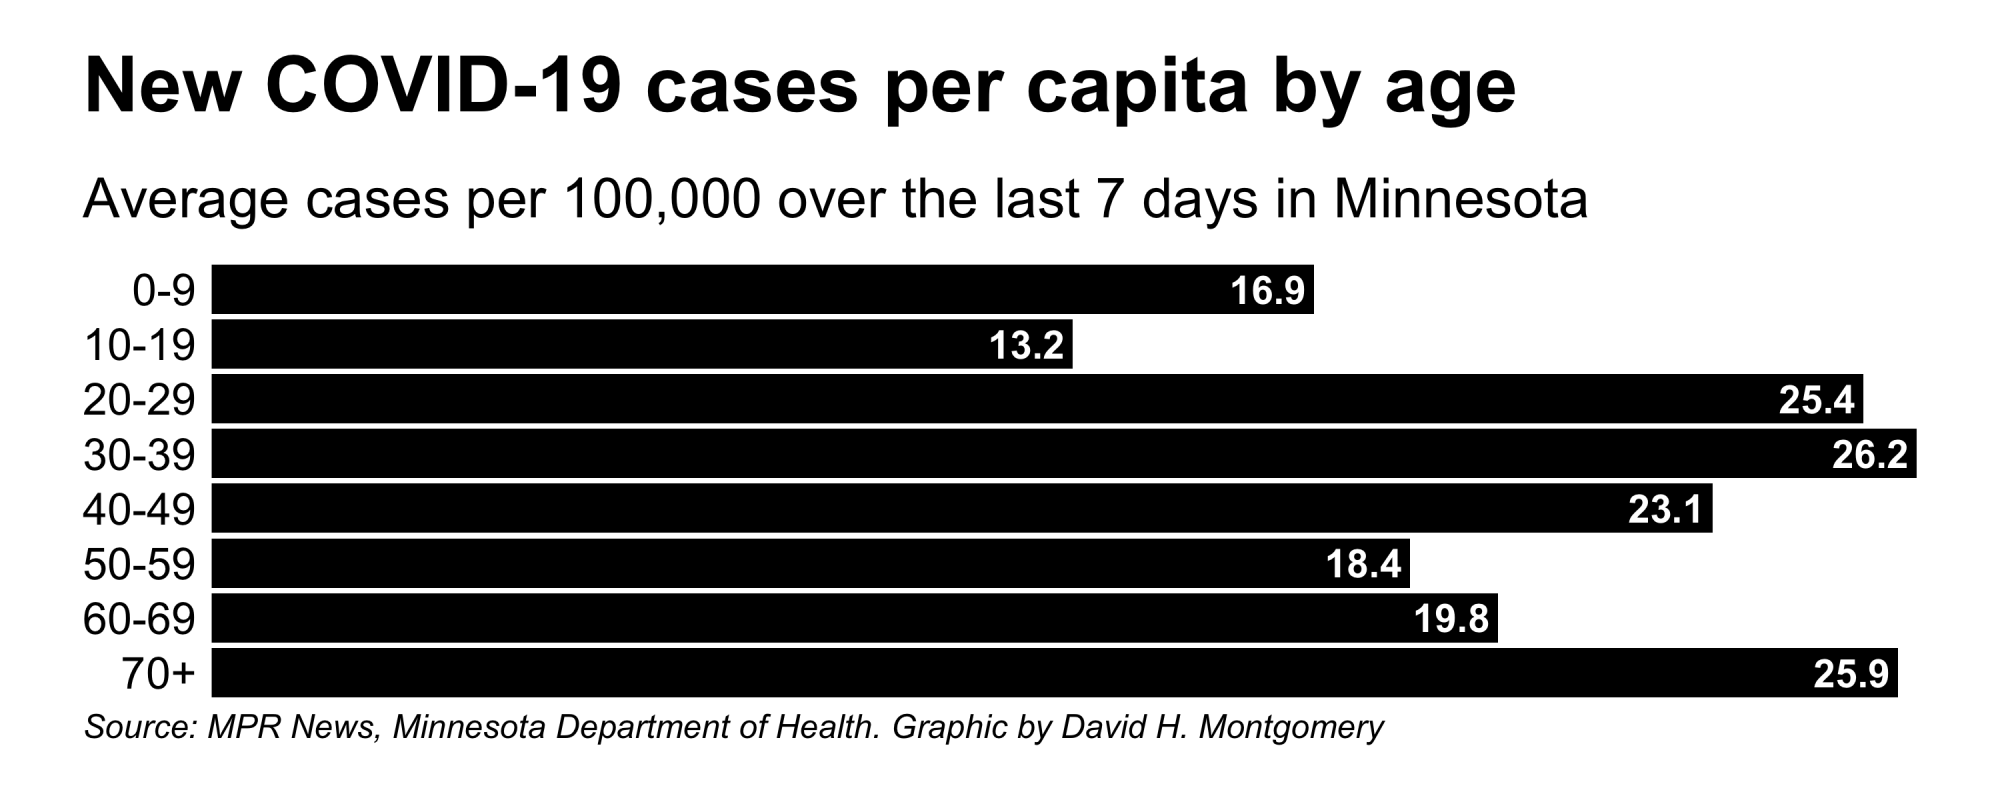 New COVID-19 cases per capita by age
Average cases per 100,000 over the last 7 days in Minnesota
0-9 16.9
10-19 13.2
20-29 25.4
30-39 26.2
40-49 23.1
50-59 18.4
60-69 19.8
70+ 25.9
Source: MPR News, Minnesota Department of Health. Graphic by David H. Montgomery